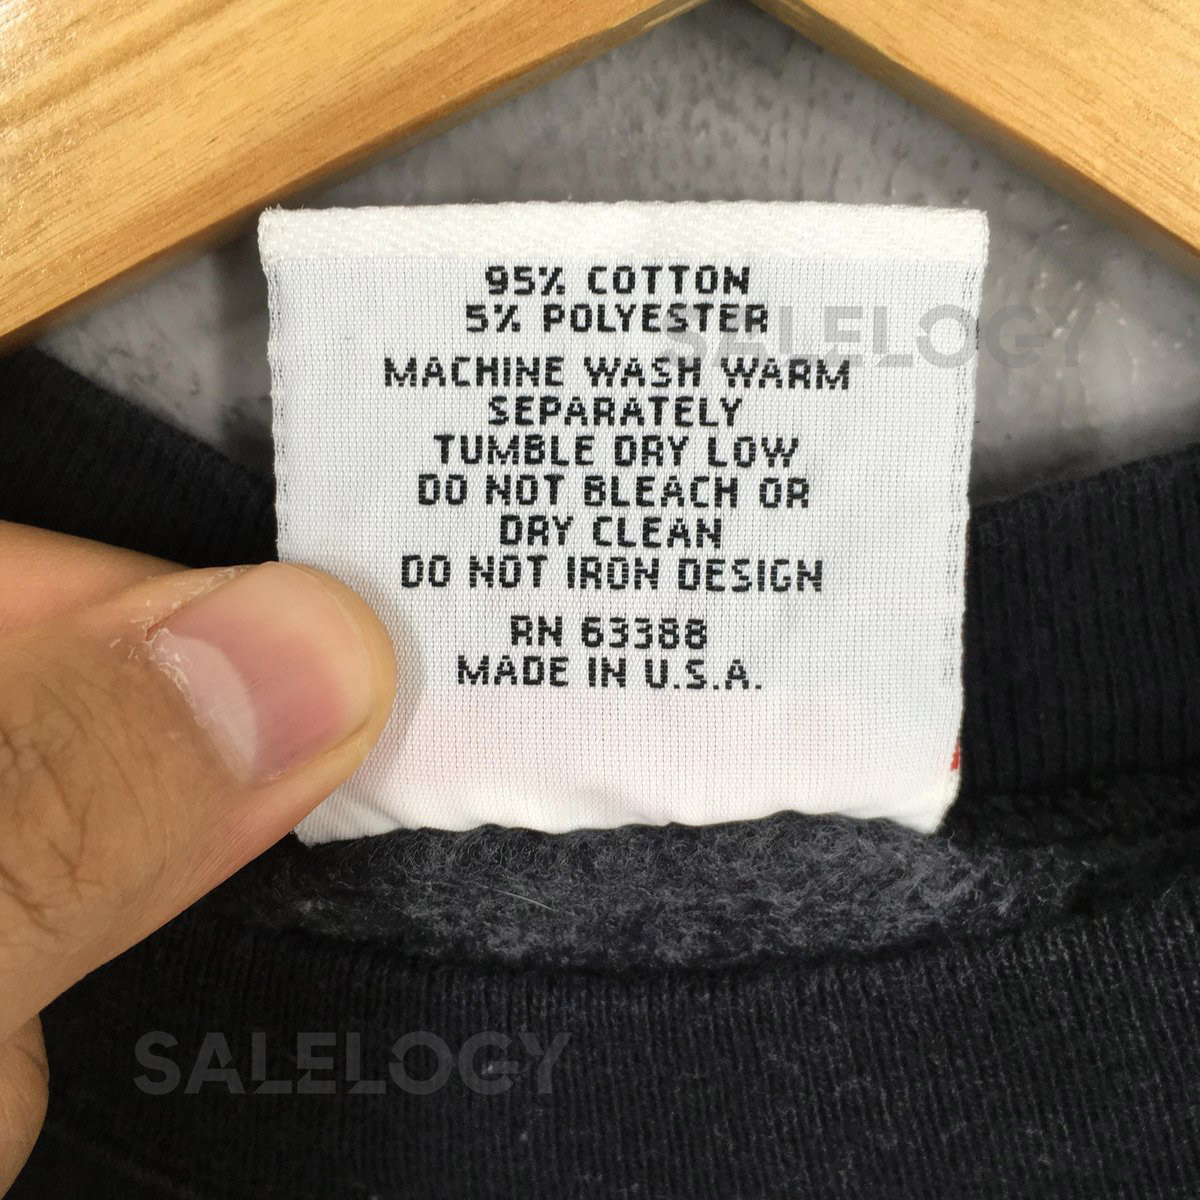 95% COTTON
5% POLYESTER
SALELOGY
MACHINE WASH WARM
SEPARATELY
TUMBLE DRY LOW
DO NOT BLEACH OR
DRY CLEAN
DO NOT IRON DESIGN
RN 63388
MADE IN U.S.A.
SALELOGY